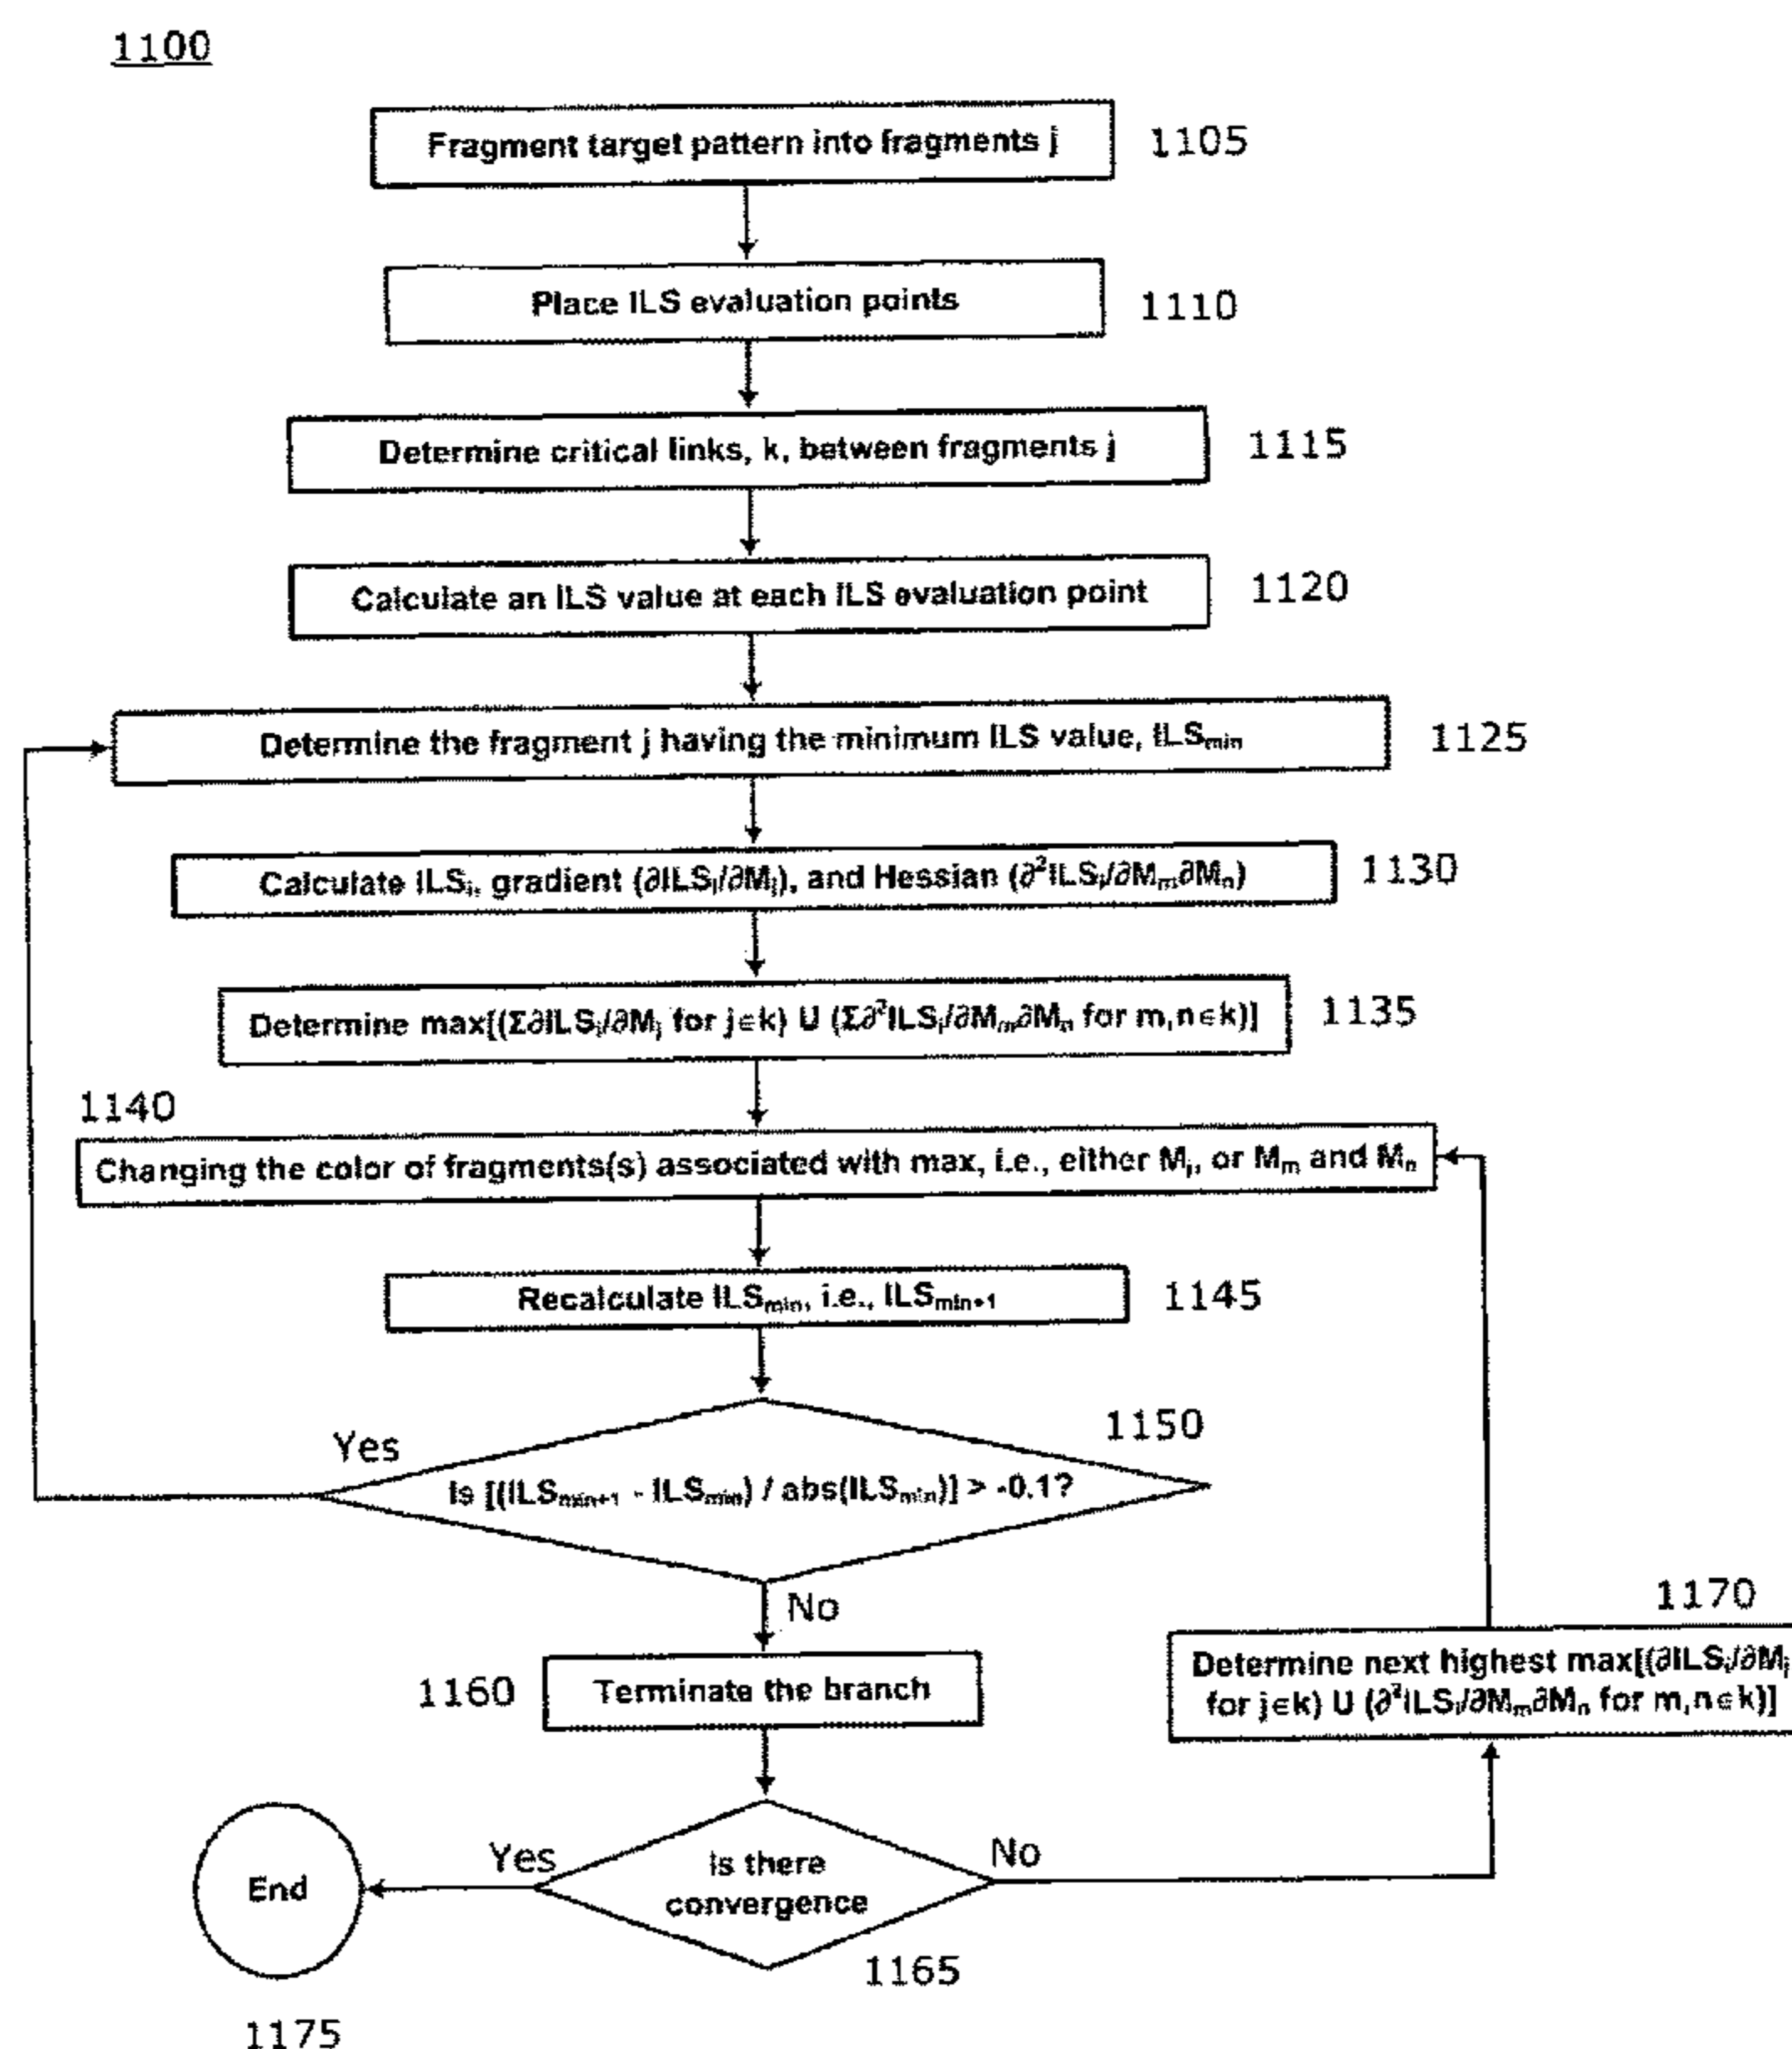 1100
Fragment target pattern into fragments j
1105
Place ILS evaluation points
1110
Determine critical links, k, between fragments j
1115
Calculate an ILS value at each ILS evaluation point
1120
Determine the fragment j having the minimum ILS value, ILSₘᵢₙ
1125
Calculate ILSᵢ, gradient (∂ILSᵢ/∂Mⱼ), and Hessian (∂²ILSᵢ/∂Mₘ∂Mₙ)
1130
Determine max[(Σ∂ILSᵢ/∂Mⱼ for j∈k) U (Σ∂²ILSᵢ/∂Mₘ∂Mₙ for m,n∈k)]
1135
1140
Changing the color of fragments(s) associated with max, i.e., either Mⱼ, or Mₘ and Mₙ
Recalculate ILSₘᵢₙ, i.e., ILSₘᵢₙ₊₁
1145
Yes
1150
Is [(ILSₘᵢₙ₊₁ - ILSₘᵢₙ) / abs(ILSₘᵢₙ)] > -0.1?
No
1170
1160
Terminate the branch
Determine next highest max[(∂ILSᵢ/∂Mⱼ
for j∈k) U (∂²ILSᵢ/∂Mₘ∂Mₙ for m,n∈k)]
Yes
No
Is there
convergence
End
1165
1175